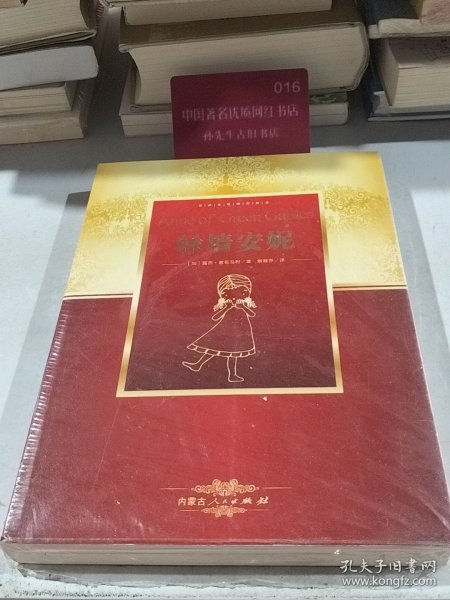 016
中国著名优质网红书店
孙先生古旧书店
Anne of Green Gables
绿墙安妮
内蒙古人民出版社
孔夫子旧书网
www.kongfz.com